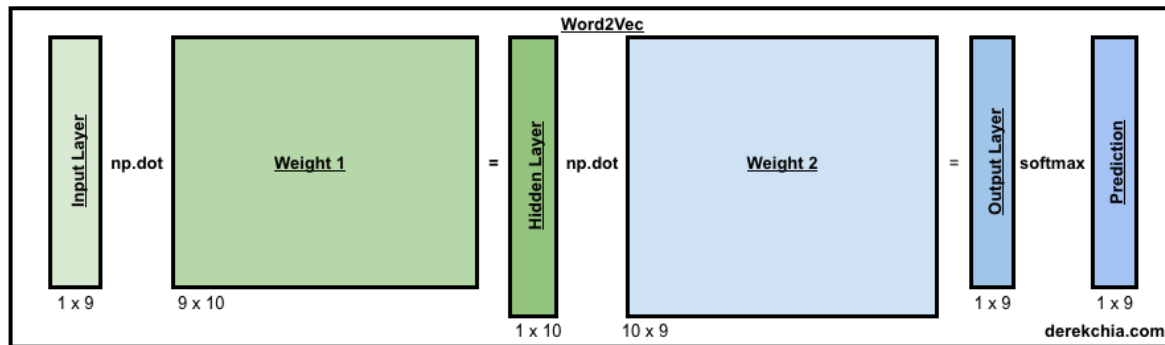 Word2Vec
Input Layer
np.dot
Weight 1
=
Hidden Layer
np.dot
Weight 2
=
Output Layer
softmax
Prediction
1 x 9
9 x 10
1 x 10
10 x 9
1 x 9
1 x 9
derekchia.com